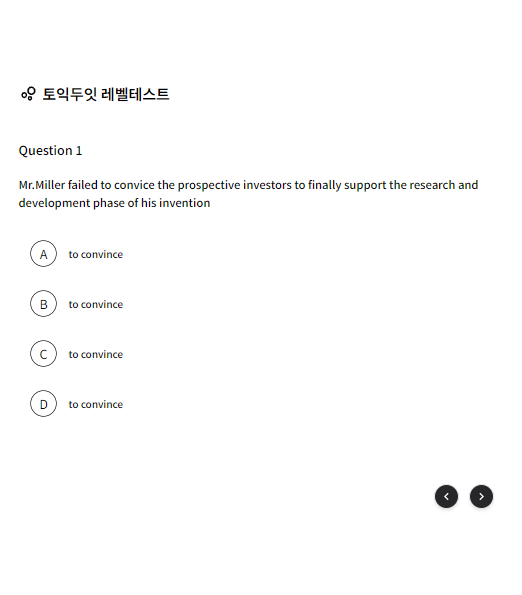 토익두잇 레벨테스트
Question 1
Mr.Miller failed to convice the prospective investors to finally support the research and
development phase of his invention
A to convince
B to convince
C to convince
D to convince